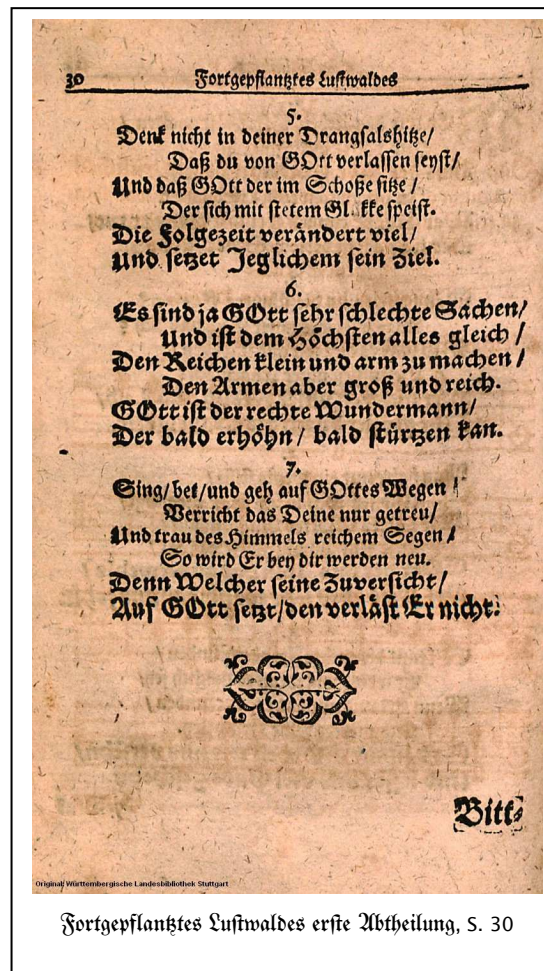 30 Fortgepflantztes Lustwaldes
5.
Denk nicht in deiner Drangsalshitze/
Daß du von GOtt verlassen seyst/
Und daß GOtt der im Schoße sitze /
Der sich mit stetem Gl kke speist.
Die Folgezeit verändert viel/
Und setzet Jeglichem sein Ziel.
6.
Es sind ja GOtt sehr schlechte Sachen/
Und ist dem Höchsten alles gleich /
Den Reichen klein und arm zu machen /
Den Armen aber groß und reich.
GOtt ist der rechte Wundermann/
Der bald erhöhn / bald stürtzen kan.
7.
Sing/ bet/und geh auf GOttes Wegen /
Verricht das Deine nur getreu/
Und trau des Himmels reichem Segen /
So wird Er bey dir werden neu.
Denn Welcher seine Zuversicht/
Auf GOtt setzt/den verläst Er nicht.
Bitt-
Original: Württembergische Landesbibliothek Stuttgart
Fortgepflantztes Lustwaldes erste Abtheilung, S. 30